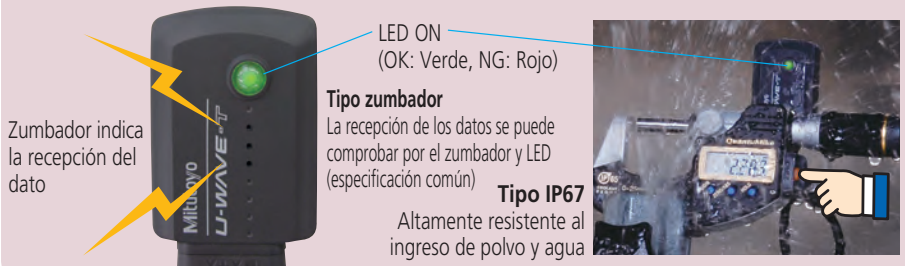 Zumbador indica
la recepción del
dato
Mitutoyo
U-WAVE-T
LED ON
(OK: Verde, NG: Rojo)
Tipo zumbador
La recepción de los datos se puede
comprobar por el zumbador y LED
(especificación común)
Tipo IP67
Altamente resistente al
ingreso de polvo y agua